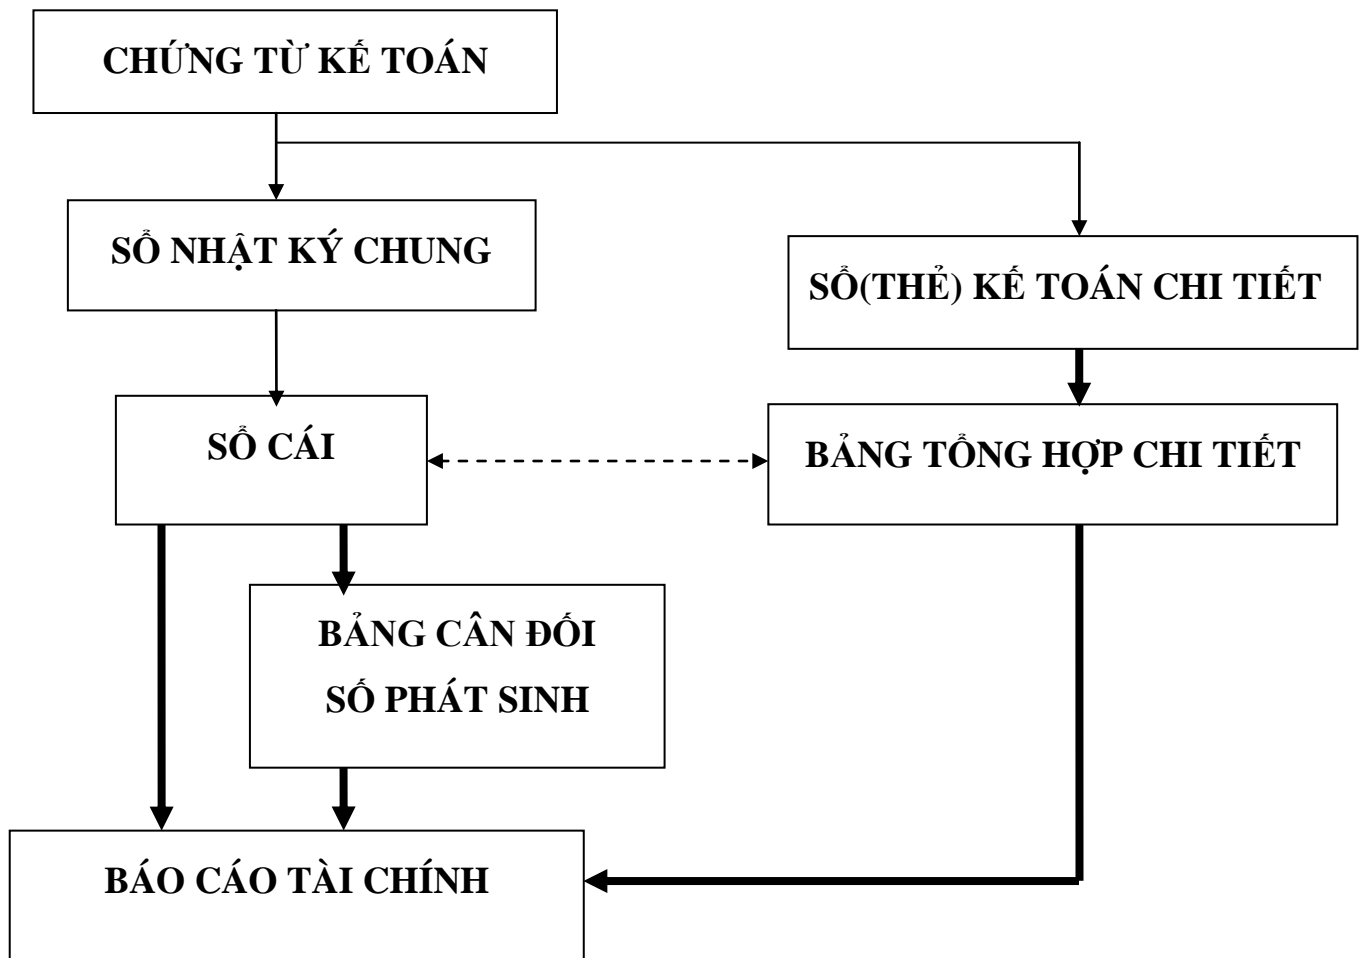 CHỨNG TỪ KẾ TOÁN
SỔ NHẬT KÝ CHUNG
SỔ(THẺ) KẾ TOÁN CHI TIẾT
SỔ CÁI
BẢNG TỔNG HỢP CHI TIẾT
BẢNG CÂN ĐỐI
SỐ PHÁT SINH
BÁO CÁO TÀI CHÍNH